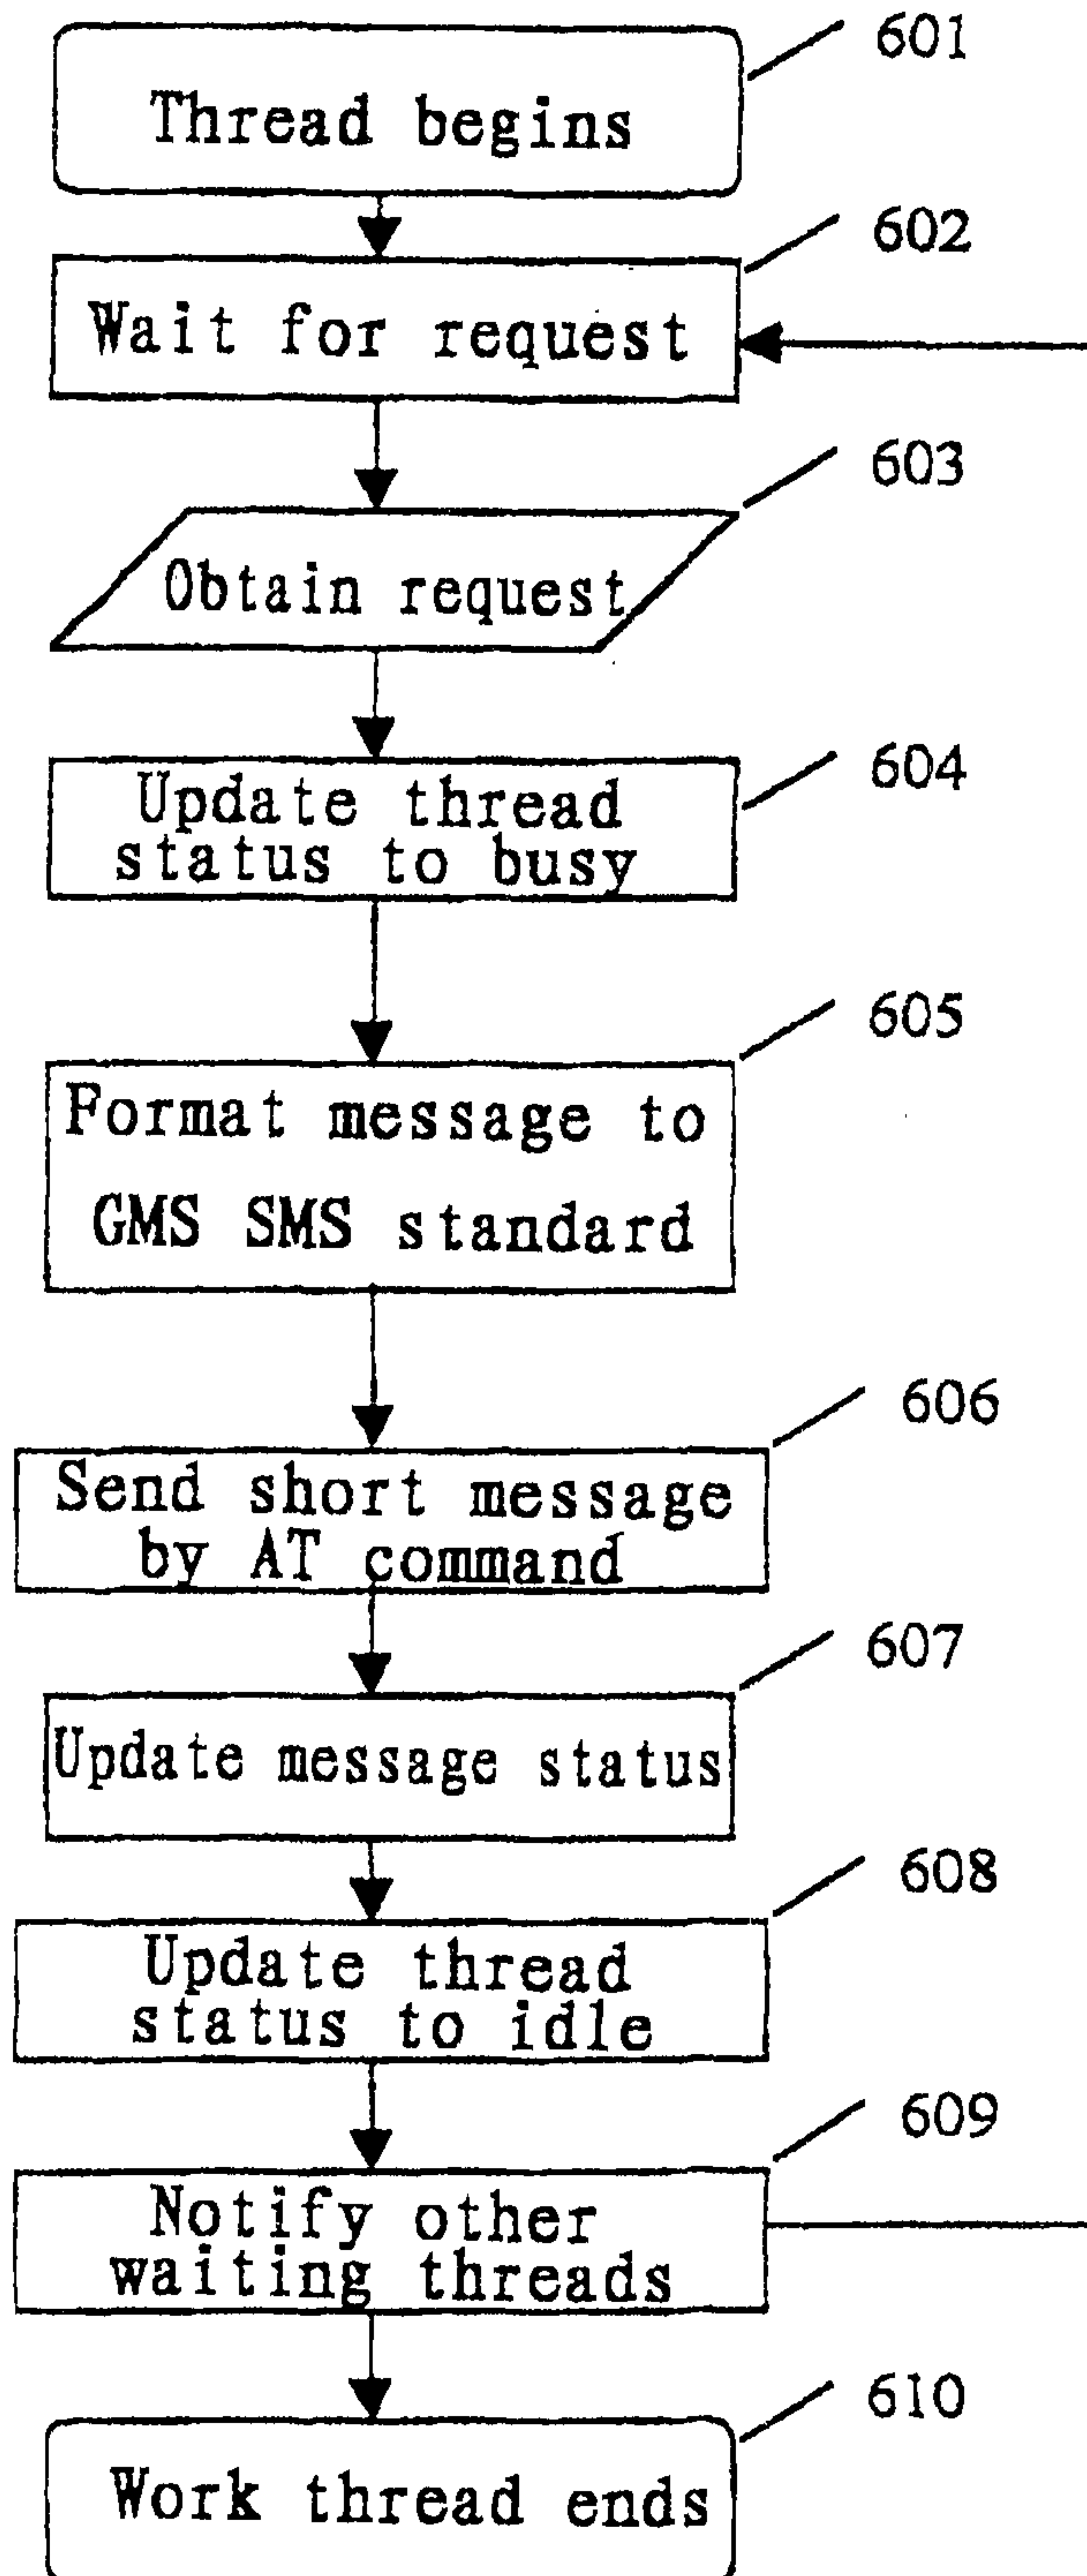 601
Thread begins
602
Wait for request
603
Obtain request
604
Update thread
status to busy
605
Format message to
GMS SMS standard
606
Send short message
by AT command
607
Update message status
608
Update thread
status to idle
609
Notify other
waiting threads
610
Work thread ends